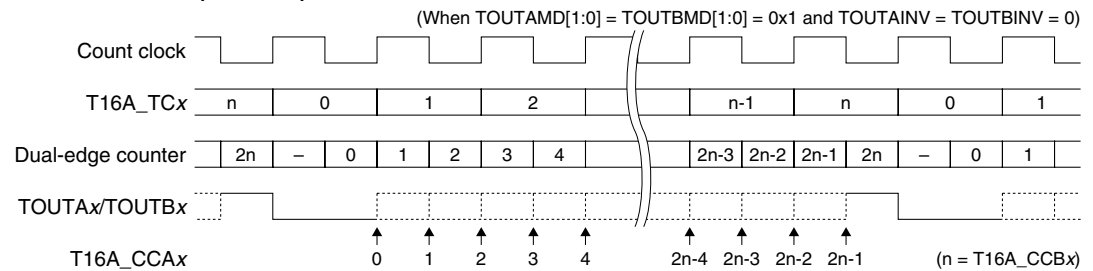 (When TOUTAMD[1:0] = TOUTBMD[1:0] = 0x1 and TOUTAINV = TOUTBINV = 0)
Count clock
T16A_TCx n 0 1 2 n-1 n 0 1
Dual-edge counter 2n – 0 1 2 3 4 2n-3 2n-2 2n-1 2n – 0 1
TOUTAx/TOUTBx
T16A_CCAx 0 1 2 3 4 2n-4 2n-3 2n-2 2n-1 (n = T16A_CCBx)